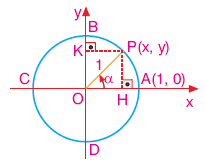 y
B
K
P(x, y)
1
C
α
A(1, 0)
O
H
x
D